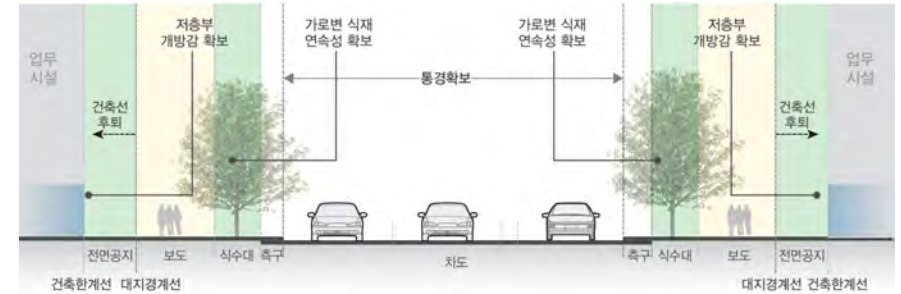 저층부
개방감 확보
가로변 식재
연속성 확보
가로변 식재
연속성 확보
저층부
개방감 확보
업무
시설
통경확보
업무
시설
건축선
후퇴
건축선
후퇴
전면공지 보도 식수대 측구 차도 측구 식수대 보도 전면공지
건축한계선 대지경계선 대지경계선 건축한계선